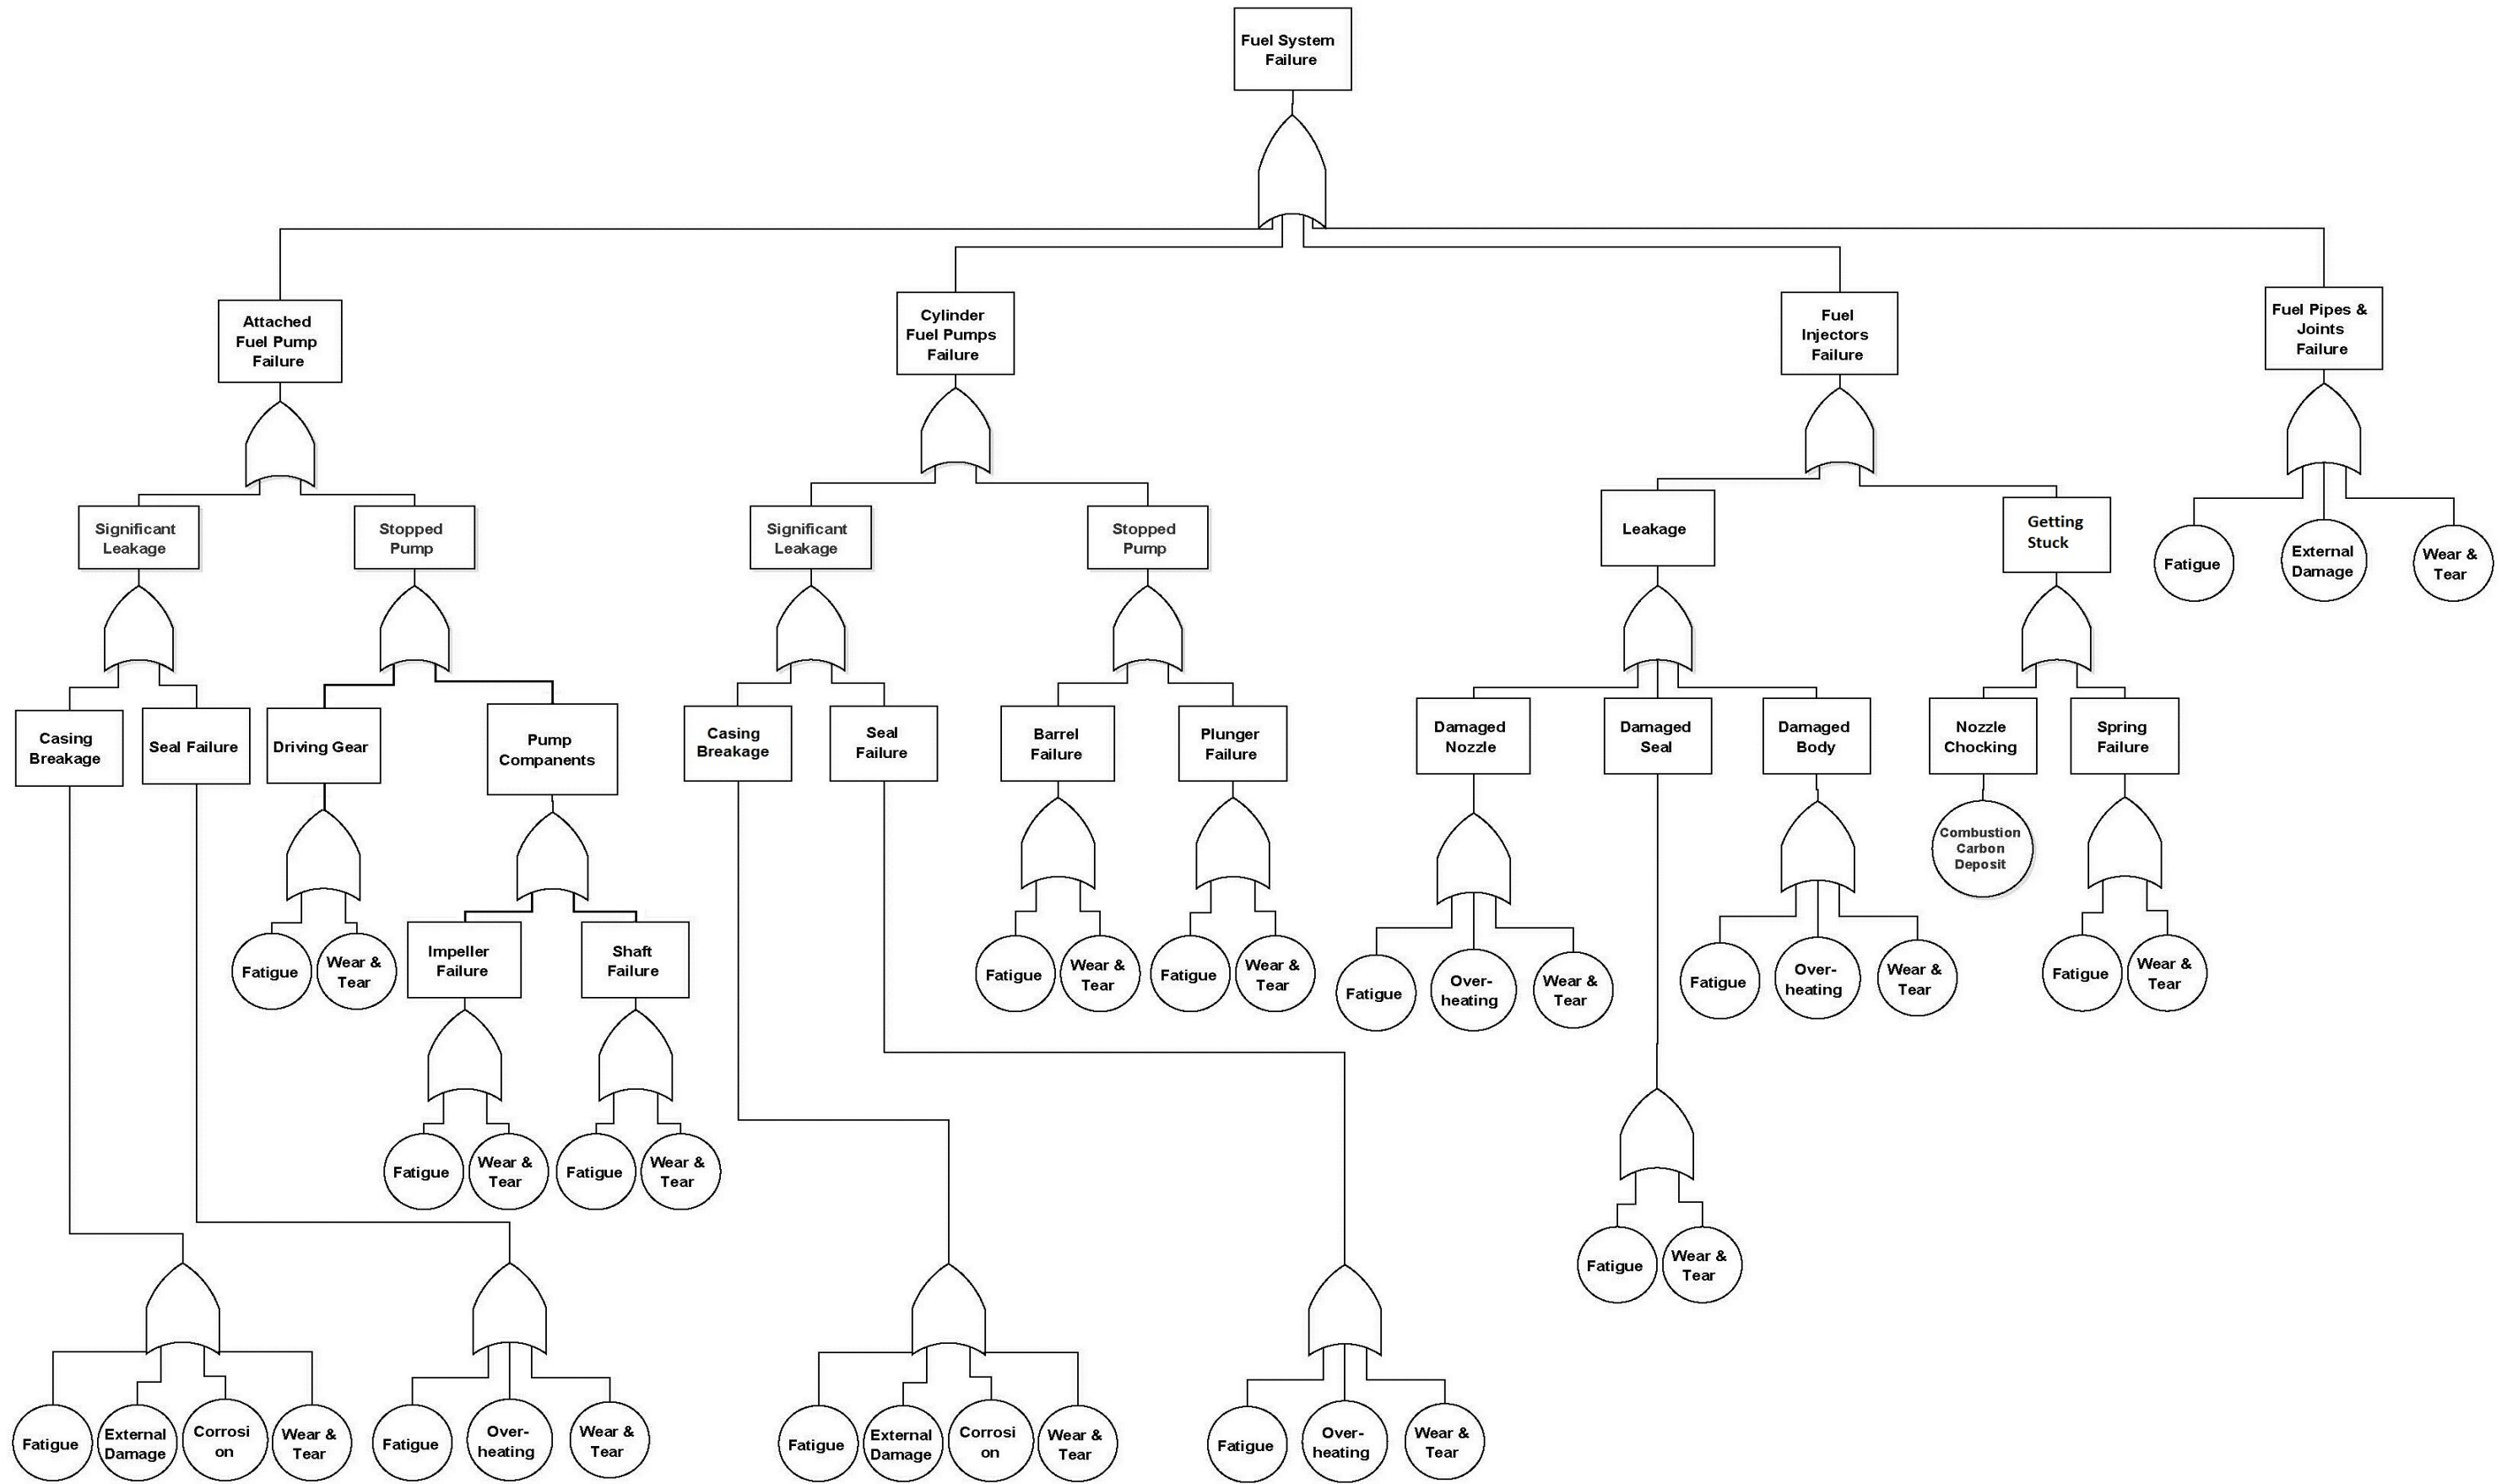 Fuel System
Failure
Attached
Fuel Pump
Failure
Cylinder
Fuel Pumps
Failure
Fuel
Injectors
Failure
Fuel Pipes &
Joints
Failure
Significant
Leakage
Stopped
Pump
Significant
Leakage
Stopped
Pump
Leakage
Getting
Stuck
Fatigue
External
Damage
Wear &
Tear
Casing
Breakage
Seal Failure
Driving Gear
Pump
Companents
Casing
Breakage
Seal
Failure
Barrel
Failure
Plunger
Failure
Damaged
Nozzle
Damaged
Seal
Damaged
Body
Nozzle
Chocking
Spring
Failure
Combustion
Carbon
Deposit
Fatigue
Wear &
Tear
Impeller
Failure
Shaft
Failure
Fatigue
Wear &
Tear
Fatigue
Wear &
Tear
Fatigue
Over-
heating
Wear &
Tear
Fatigue
Over-
heating
Wear &
Tear
Fatigue
Wear &
Tear
Fatigue
Wear &
Tear
Fatigue
Wear &
Tear
Fatigue
Wear &
Tear
Fatigue
External
Damage
Corrosi
on
Wear &
Tear
Fatigue
Over-
heating
Wear &
Tear
Fatigue
External
Damage
Corrosi
on
Wear &
Tear
Fatigue
Over-
heating
Wear &
Tear